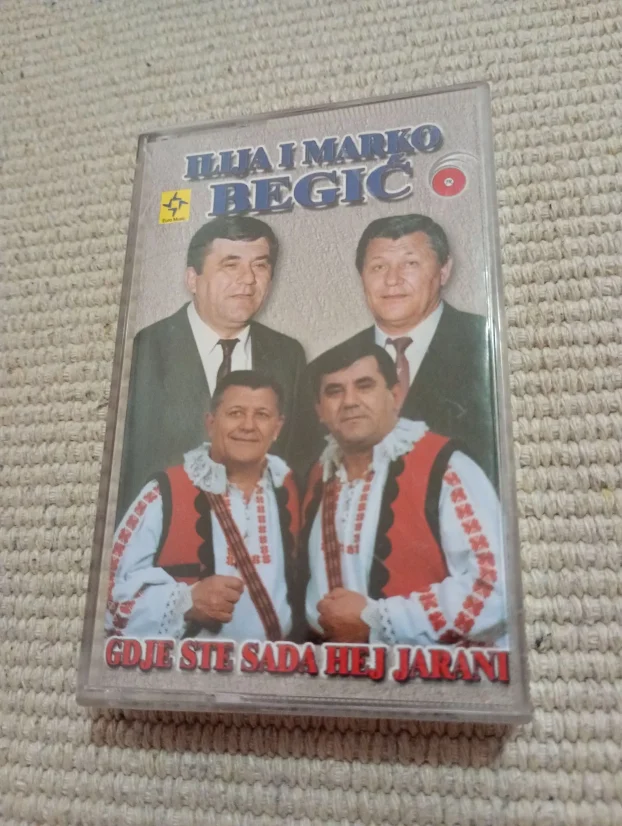 ILIJA I MARKO
BEGIĆ
GDJE STE SADA HEJ JARANI